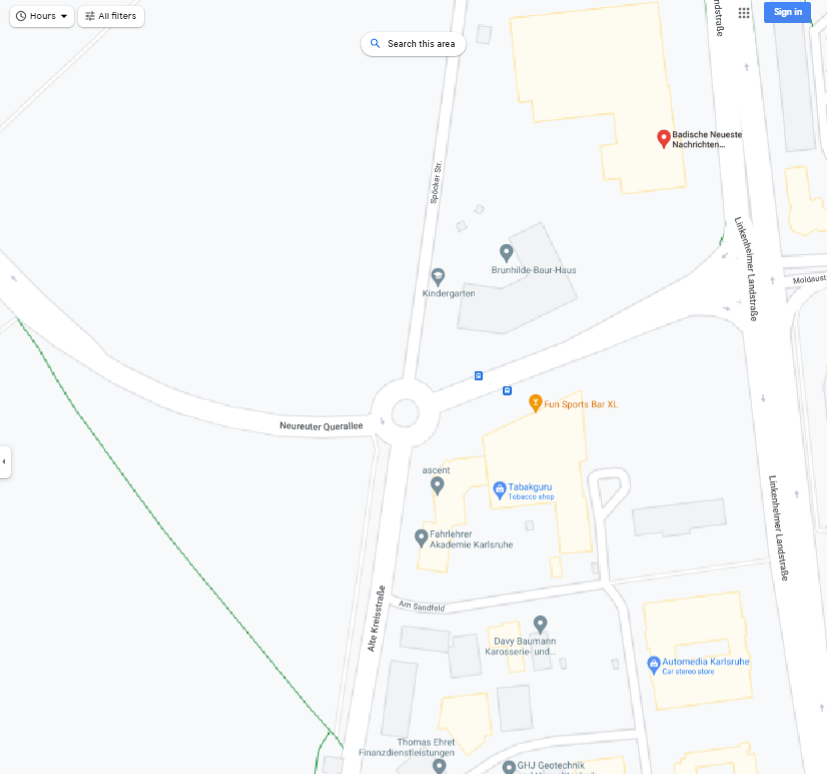 Hours
All filters
Sign in
Search this area
ndstraße
Badische Neueste
Nachrichten...
Spöcker Str.
Linkenheimer Landstraße
Brunhilde-Baur-Haus
Kindergarten
Moldaust
Fun Sports Bar XL
Neureuter Querallee
ascent
Tabakguru
Tobacco shop
Linkenheimer Landstraße
Fahrlehrer
Akademie Karlsruhe
Am Sandfeld
Alte Kreisstraße
Davy Baumann
Karosserie- und...
Automedia Karlsruhe
Car stereo store
Thomas Ehret
Finanzdienstleistungen
GHJ Geotechnik